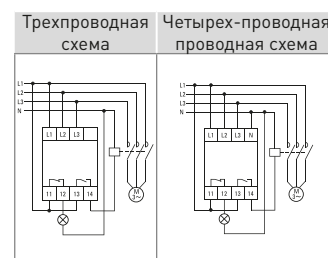 Трехпроводная
схема
Четырех-проводная
проводная схема
L1
L2
L3
N
L1 L2 L3
11 12 13 14
M
3~
L1
L2
L3
N
L1 L2 L3 N
11 12 13 14
M
3~